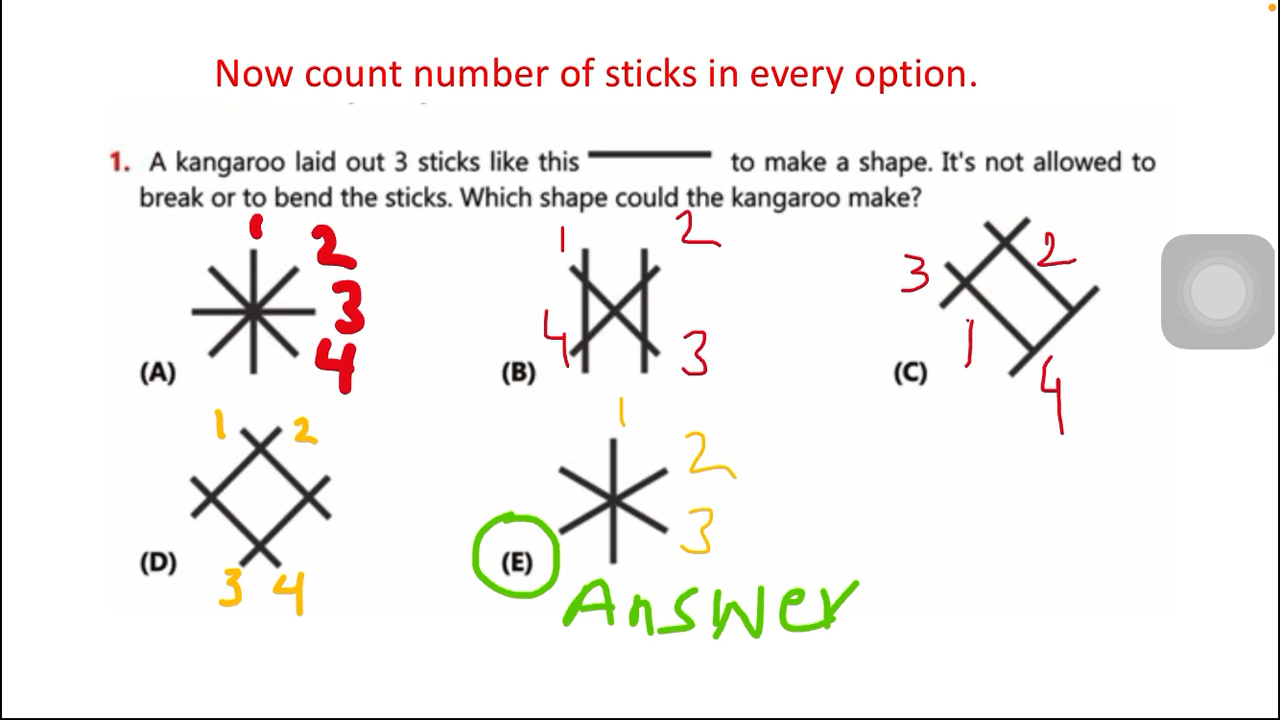 Now count number of sticks in every option.
1. A kangaroo laid out 3 sticks like this to make a shape. It's not allowed to
break or to bend the sticks. Which shape could the kangaroo make?
1 2
3
4
(A)
1 2
4 3
(B)
3 2
1
4
(C)
1 2
3 4
(D)
1
2
3
(E)
Answer